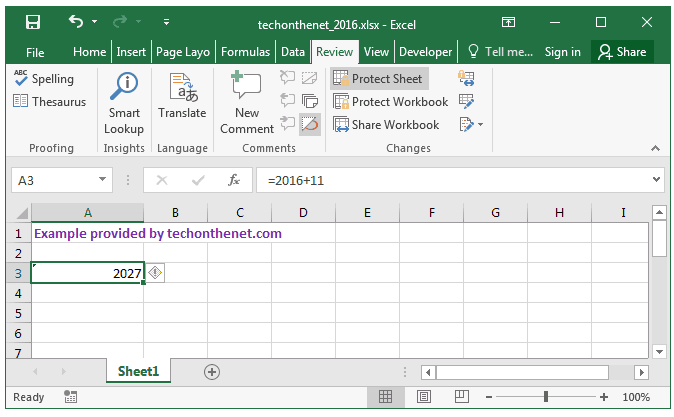 techonthenet_2016.xlsx - Excel
File Home Insert Page Layo Formulas Data Review View Developer Tell me... Sign in Share
ABC
Spelling
Thesaurus
Proofing
Smart
Lookup
Insights
Translate
Language
New
Comment
Comments
Protect Sheet
Protect Workbook
Share Workbook
Changes
A3 fx =2016+11
A B C D E F G H I
1 Example provided by techonthenet.com
2
3 2027
4
5
6
7
Sheet1
Ready 100%